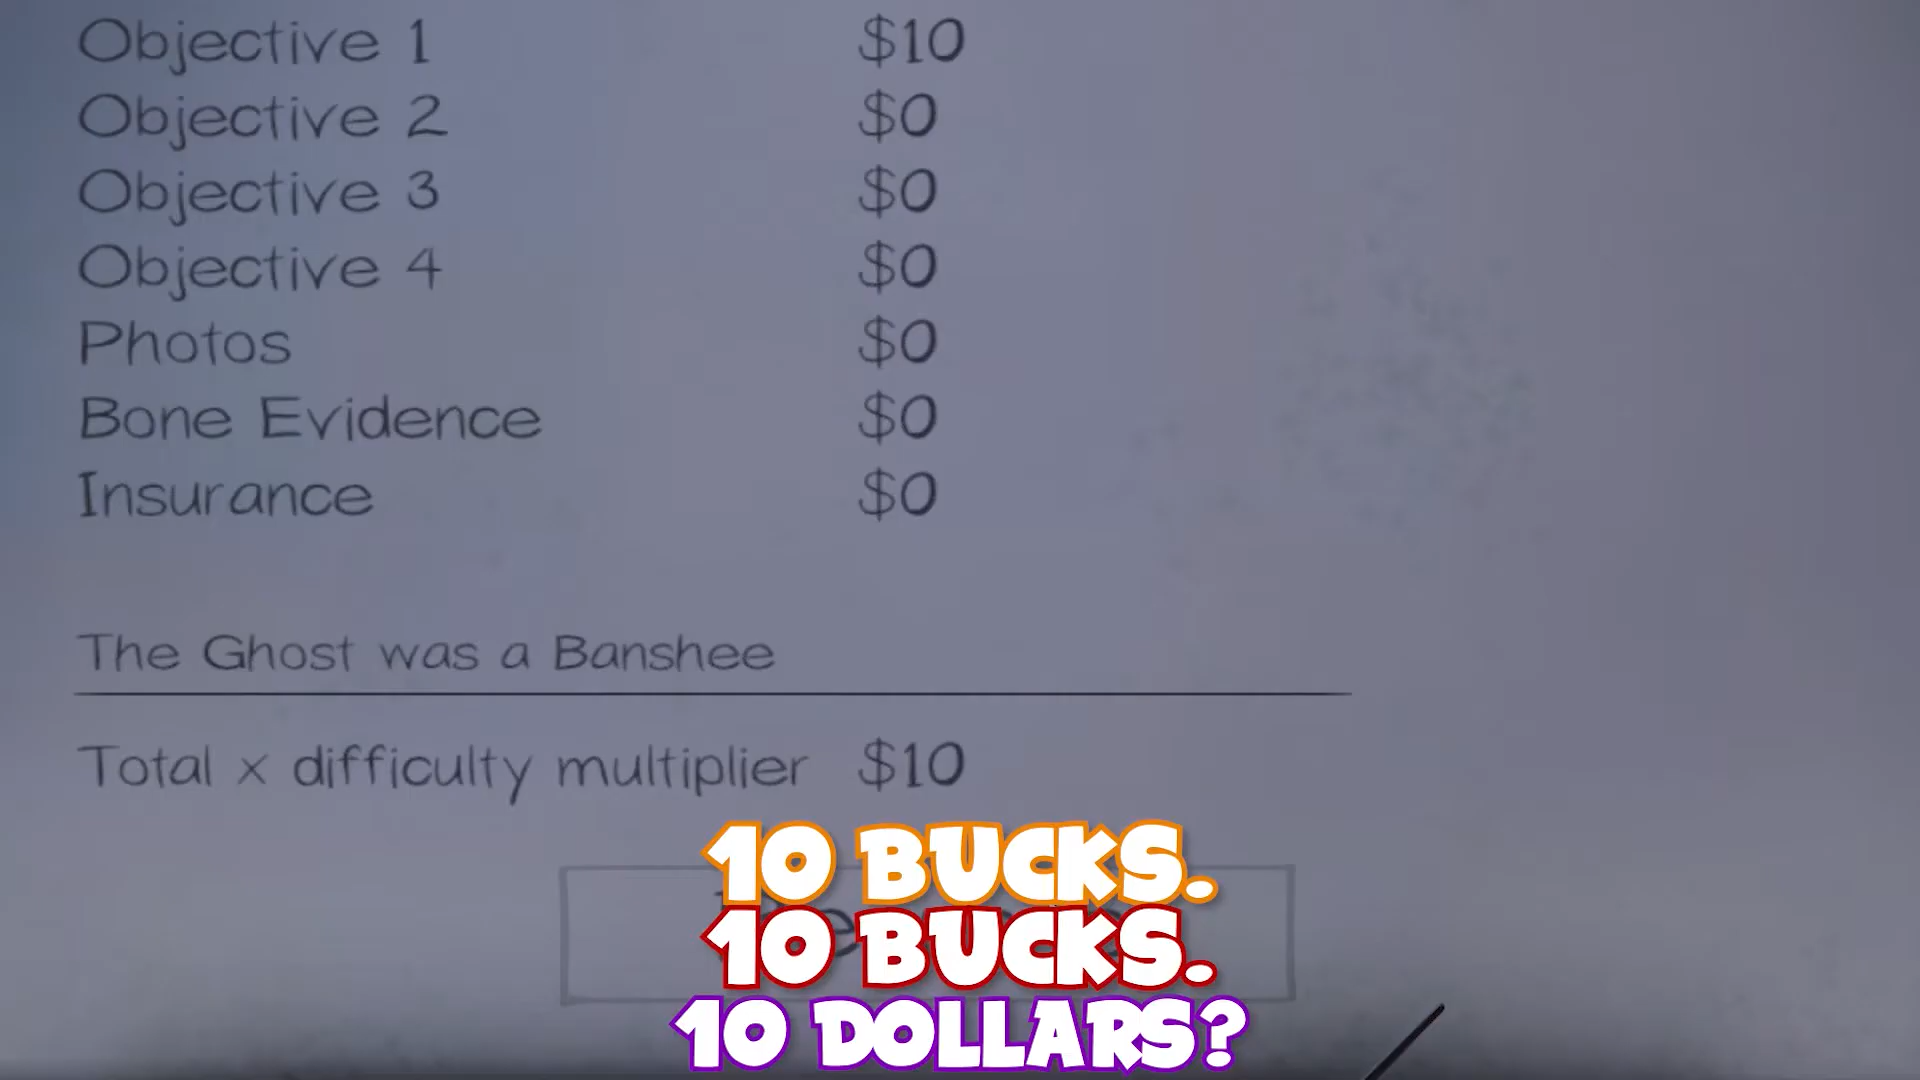 Objective 1 $10
Objective 2 $0
Objective 3 $0
Objective 4 $0
Photos $0
Bone Evidence $0
Insurance $0
The Ghost was a Banshee
Total x difficulty multiplier $10
10 BUCKS.
10 BUCKS.
10 DOLLARS?